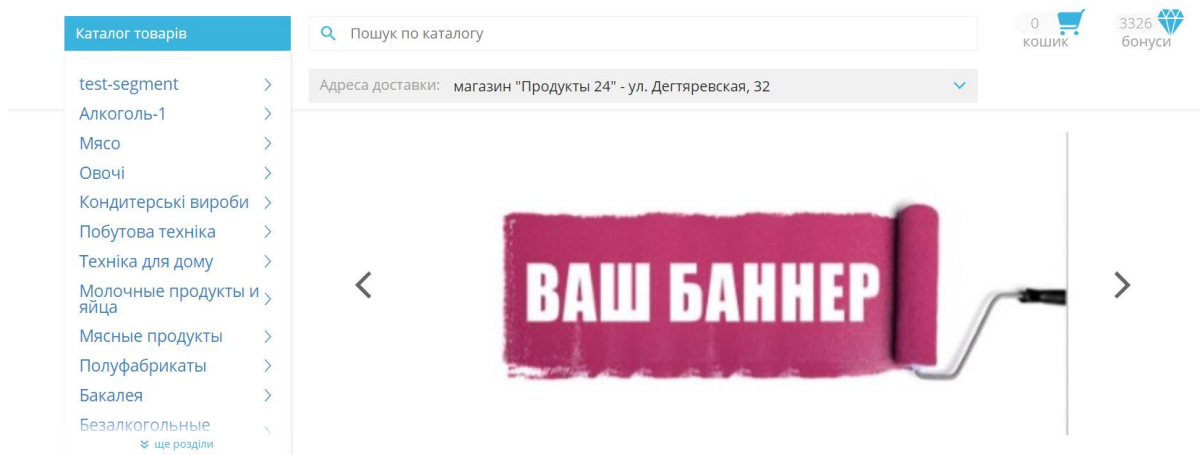 Каталог товарів
Пошук по каталогу
0
кошик
3326
бонуси
Адреса доставки: магазин "Продукты 24" - ул. Дегтяревская, 32
test-segment
Алкоголь-1
Мясо
Овочі
Кондитерські вироби
Побутова техніка
Техніка для дому
Молочные продукты и
яйца
Мясные продукты
Полуфабрикаты
Бакалея
Безалкогольные
ще розділи
ВАШ БАННЕР